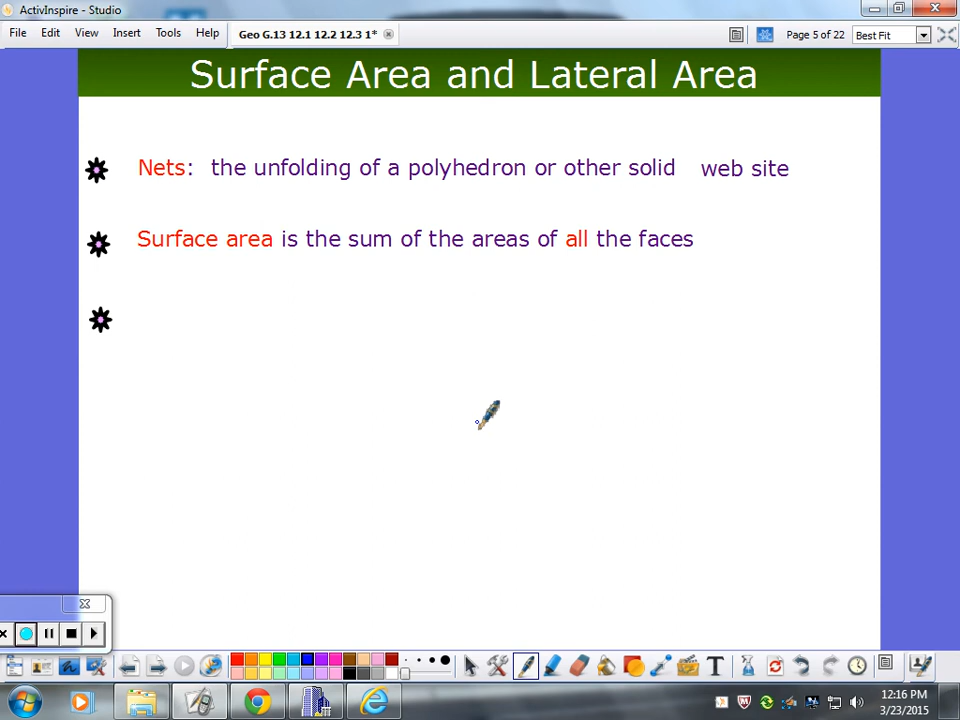 ActivInspire - Studio
File Edit View Insert Tools Help
Geo G.13 12.1 12.2 12.3 1*
Page 5 of 22
Best Fit
Surface Area and Lateral Area
Nets: the unfolding of a polyhedron or other solid web site
Surface area is the sum of the areas of all the faces
12:16 PM
3/23/2015